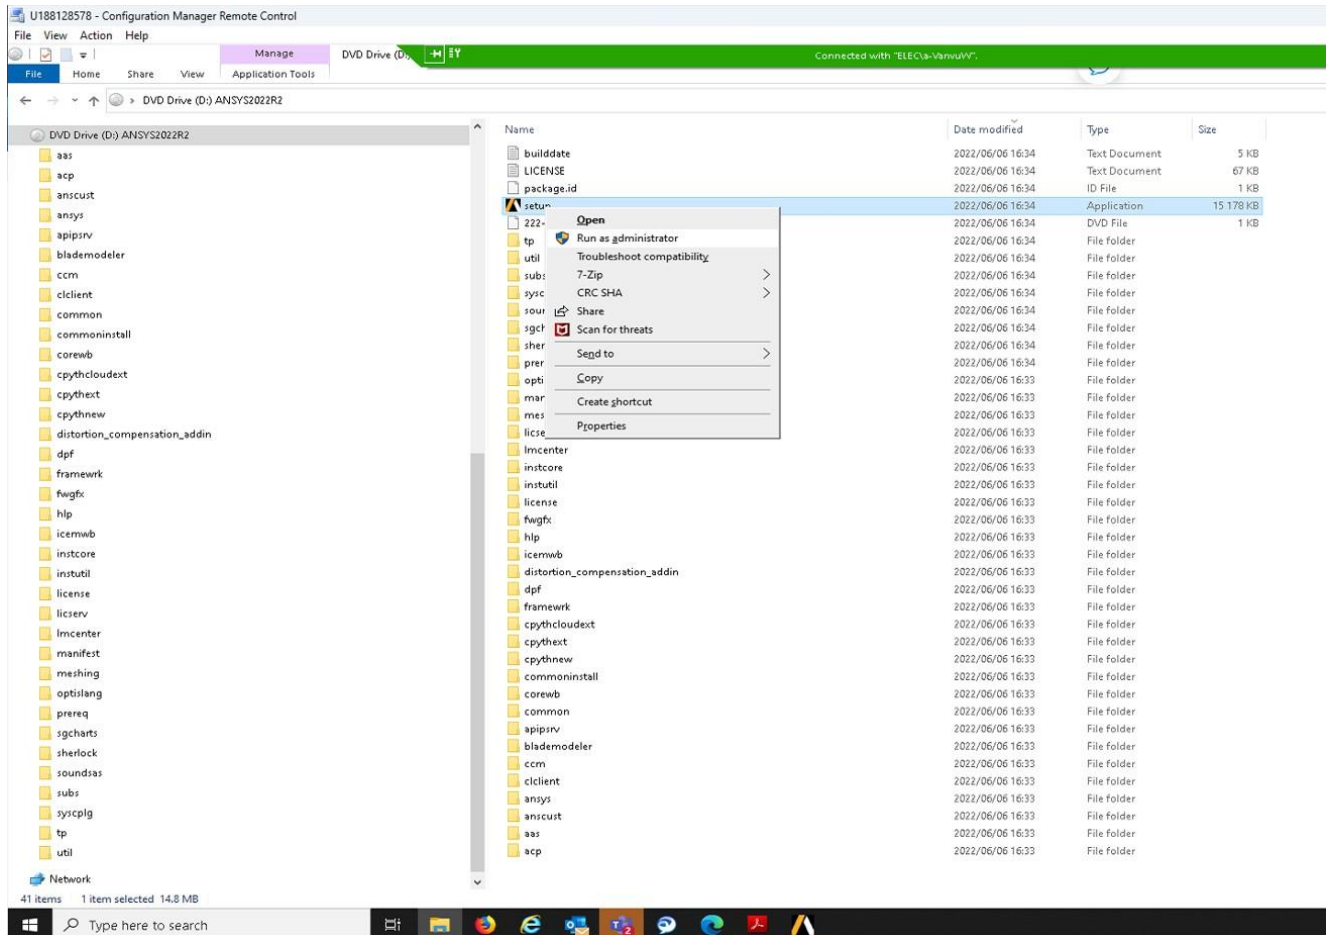 U188128578 - Configuration Manager Remote Control
File View Action Help
Manage DVD Drive (D:) Connected with "ELEC\a-VanvuW".
File Home Share View Application Tools
DVD Drive (D:) ANSYS2022R2
DVD Drive (D:) ANSYS2022R2
aas
acp
anscust
ansys
apipsrv
blademodeler
ccm
clclient
common
commoninstall
corewb
cpythcloudext
cpythext
cpythnew
distortion_compensation_addin
dpf
framewrk
fwgfx
hlp
icemwb
instcore
instutil
license
licserv
lmcenter
manifest
meshing
optislang
prereq
sgcharts
sherlock
soundsas
subs
syscplg
tp
util
Network
Name Date modified Type Size
builddate 2022/06/06 16:34 Text Document 5 KB
LICENSE 2022/06/06 16:34 Text Document 67 KB
package.id 2022/06/06 16:34 ID File 1 KB
setup 2022/06/06 16:34 Application 15 178 KB
222- 2022/06/06 16:34 DVD File 1 KB
tp 2022/06/06 16:34 File folder
util 2022/06/06 16:34 File folder
subs 2022/06/06 16:34 File folder
sysc 2022/06/06 16:34 File folder
sour 2022/06/06 16:34 File folder
sgch 2022/06/06 16:34 File folder
sher 2022/06/06 16:34 File folder
prer 2022/06/06 16:34 File folder
opti 2022/06/06 16:33 File folder
mar 2022/06/06 16:33 File folder
mes 2022/06/06 16:33 File folder
licse 2022/06/06 16:33 File folder
lmcenter 2022/06/06 16:33 File folder
instcore 2022/06/06 16:33 File folder
instutil 2022/06/06 16:33 File folder
license 2022/06/06 16:33 File folder
fwgfx 2022/06/06 16:33 File folder
hlp 2022/06/06 16:33 File folder
icemwb 2022/06/06 16:33 File folder
distortion_compensation_addin 2022/06/06 16:33 File folder
dpf 2022/06/06 16:33 File folder
framewrk 2022/06/06 16:33 File folder
cpythcloudext 2022/06/06 16:33 File folder
cpythext 2022/06/06 16:33 File folder
cpythnew 2022/06/06 16:33 File folder
commoninstall 2022/06/06 16:33 File folder
corewb 2022/06/06 16:33 File folder
common 2022/06/06 16:33 File folder
apipsrv 2022/06/06 16:33 File folder
blademodeler 2022/06/06 16:33 File folder
ccm 2022/06/06 16:33 File folder
clclient 2022/06/06 16:33 File folder
ansys 2022/06/06 16:33 File folder
anscust 2022/06/06 16:33 File folder
aas 2022/06/06 16:33 File folder
acp 2022/06/06 16:33 File folder
Open
Run as administrator
Troubleshoot compatibility
7-Zip
CRC SHA
Share
Scan for threats
Send to
Copy
Create shortcut
Properties
41 items 1 item selected 14.8 MB
Type here to search